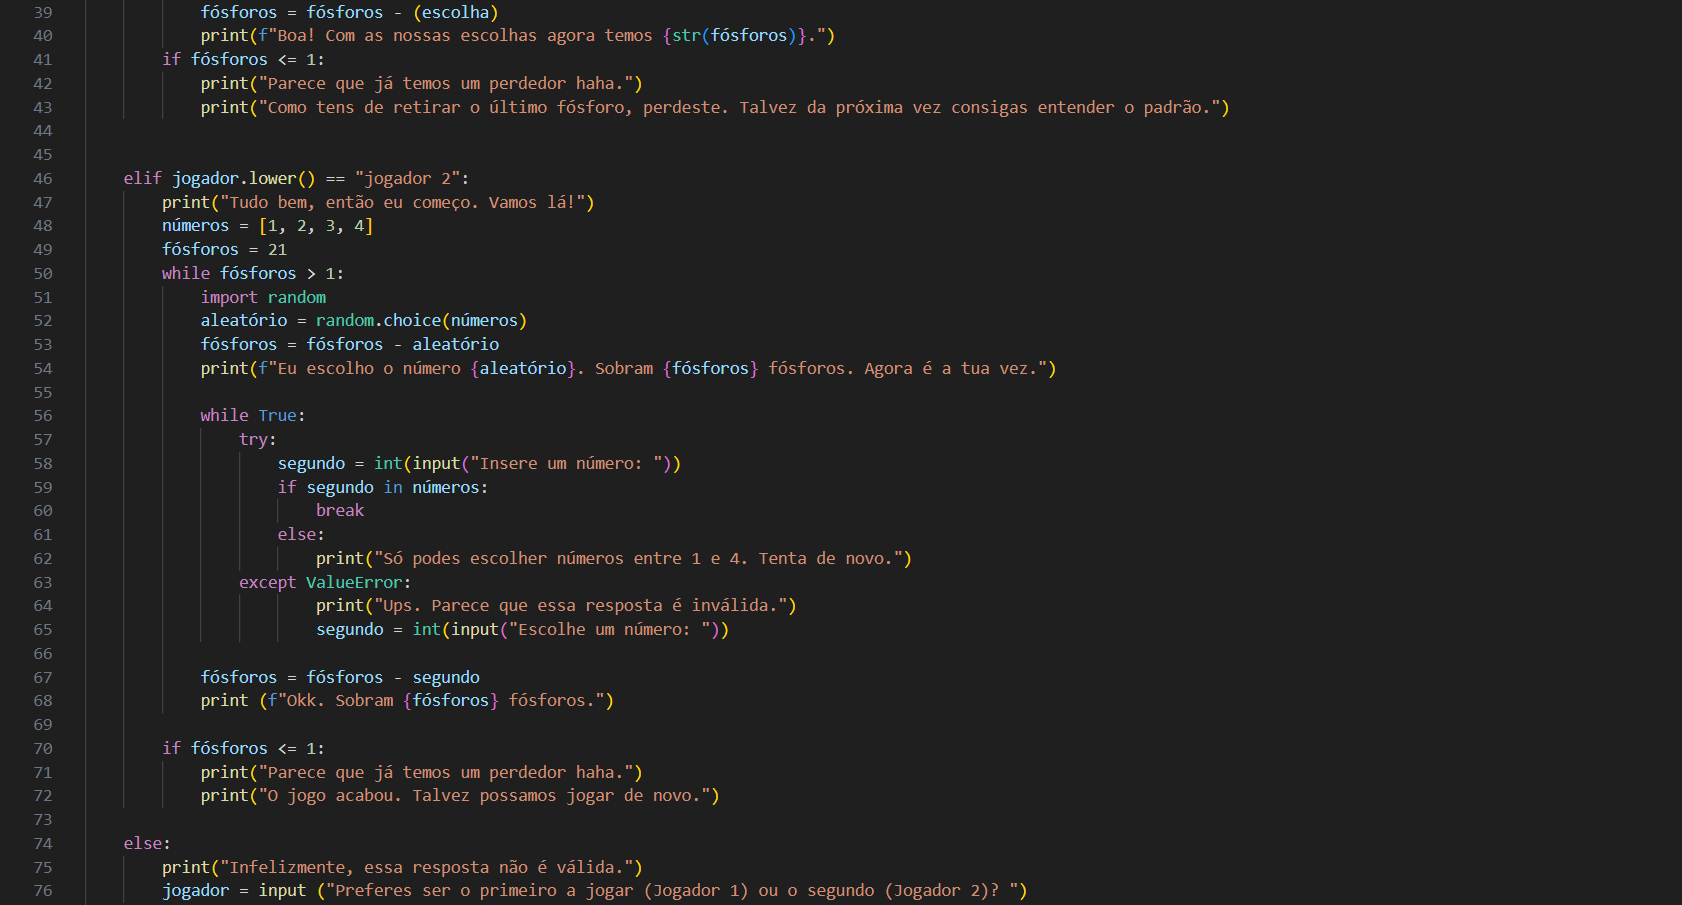 39 fósforos = fósforos - (escolha)
40 print(f"Boa! Com as nossas escolhas agora temos {str(fósforos)}.")
41 if fósforos <= 1:
42 print("Parece que já temos um perdedor haha.")
43 print("Como tens de retirar o último fósforo, perdeste. Talvez da próxima vez consigas entender o padrão.")
44
45
46 elif jogador.lower() == "jogador 2":
47 print("Tudo bem, então eu começo. Vamos lá!")
48 números = [1, 2, 3, 4]
49 fósforos = 21
50 while fósforos > 1:
51 import random
52 aleatório = random.choice(números)
53 fósforos = fósforos - aleatório
54 print(f"Eu escolho o número {aleatório}. Sobram {fósforos} fósforos. Agora é a tua vez.")
55
56 while True:
57 try:
58 segundo = int(input("Insere um número: "))
59 if segundo in números:
60 break
61 else:
62 print("Só podes escolher números entre 1 e 4. Tenta de novo.")
63 except ValueError:
64 print("Ups. Parece que essa resposta é inválida.")
65 segundo = int(input("Escolhe um número: "))
66
67 fósforos = fósforos - segundo
68 print (f"Okk. Sobram {fósforos} fósforos.")
69
70 if fósforos <= 1:
71 print("Parece que já temos um perdedor haha.")
72 print("O jogo acabou. Talvez possamos jogar de novo.")
73
74 else:
75 print("Infelizmente, essa resposta não é válida.")
76 jogador = input ("Preferes ser o primeiro a jogar (Jogador 1) ou o segundo (Jogador 2)? ")